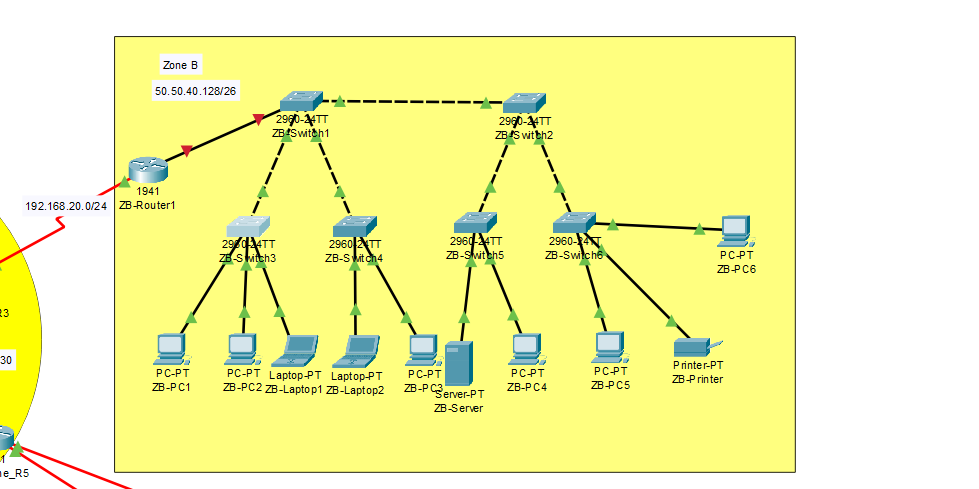 Zone B
50.50.40.128/26
2960-24TT
ZB-Switch1
2960-24TT
ZB-Switch2
1941
ZB-Router1
192.168.20.0/24
2960-24TT
ZB-Switch3
2960-24TT
ZB-Switch4
2960-24TT
ZB-Switch5
2960-24TT
ZB-Switch6
PC-PT
ZB-PC6
R3
30
PC-PT
ZB-PC1
PC-PT
ZB-PC2
Laptop-PT
ZB-Laptop1
Laptop-PT
ZB-Laptop2
PC-PT
ZB-PC3
Server-PT
ZB-Server
PC-PT
ZB-PC4
PC-PT
ZB-PC5
Printer-PT
ZB-Printer
1
ne_R5